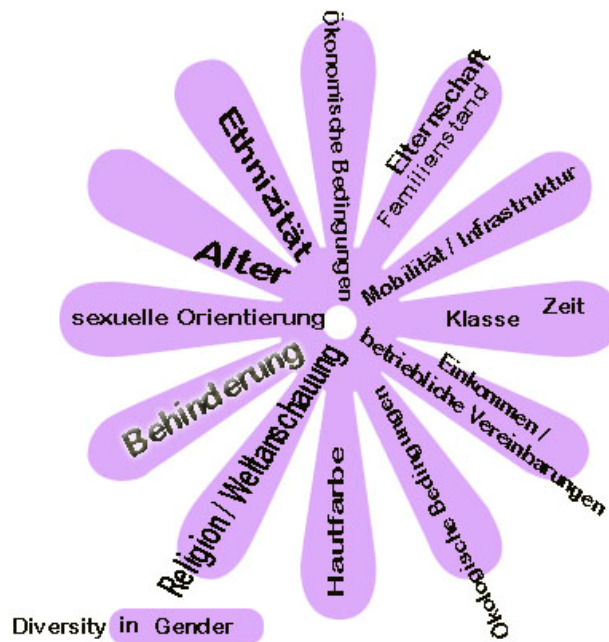 Ökonomische Bedingungen
Elternschaft
Familienstand
Mobilität / Infrastruktur
Klasse Zeit
Einkommen /
betriebliche Vereinbarungen
Ökologische Bedingungen
Hautfarbe
Religion / Weltanschauung
Behinderung
sexuelle Orientierung
Alter
Ethnizität
Diversity in Gender